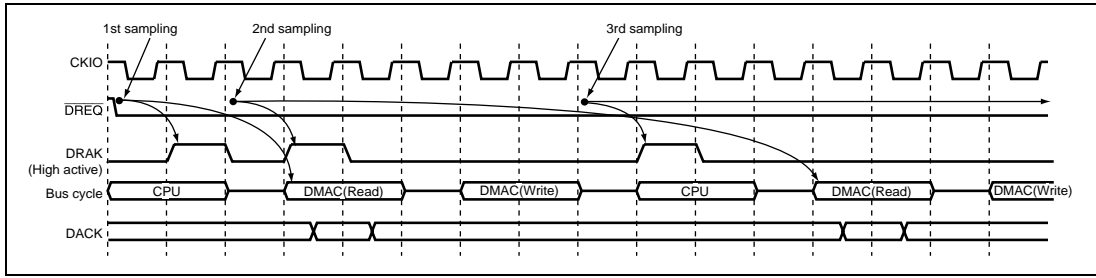 1st sampling 2nd sampling 3rd sampling
CKIO
DREQ
DRAK
(High active)
Bus cycle CPU DMAC(Read) DMAC(Write) CPU DMAC(Read) DMAC(Write)
DACK